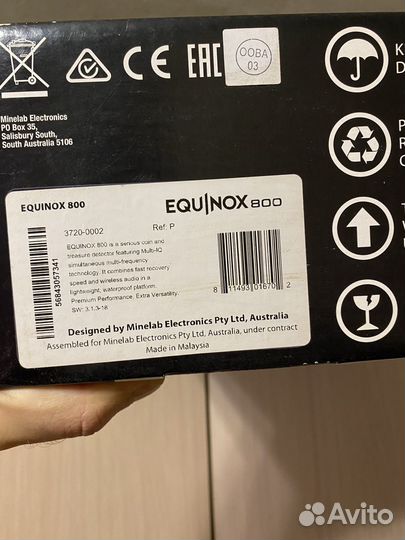 CE
EAC
OOBA
03
K
D
Minelab Electronics
PO Box 35,
Salisbury South,
South Australia 5106
P
R
C
T
EQUINOX 800
EQUINOX 800
3720-0002 Ref: P
EQUINOX 800 is a serious coin and
treasure detector featuring Multi-IQ
simultaneous multi-frequency
technology. It combines fast recovery
speed and wireless audio in a
lightweight, waterproof platform.
Premium Performance, Extra Versatility.
SW: 3.1.3-18
8 11493 01670 2
Designed by Minelab Electronics Pty Ltd, Australia
Assembled for Minelab Electronics Pty Ltd, Australia, under contract
Made in Malaysia
Avito